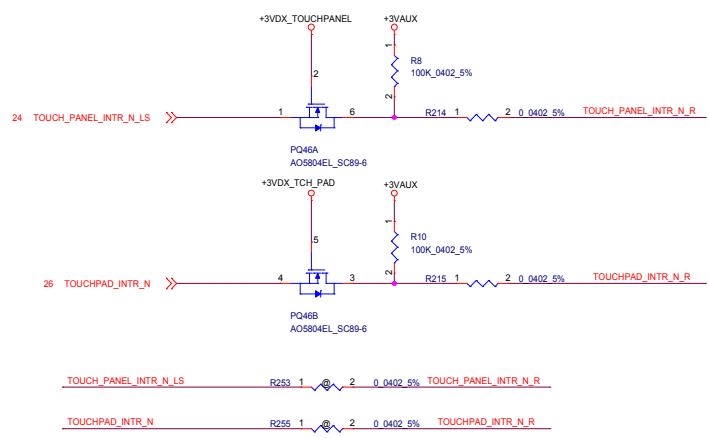 +3VDX_TOUCHPANEL +3VAUX
1
R8
100K_0402_5%
2
2
24 TOUCH_PANEL_INTR_N_LS 1 6 R214 1 2 0_0402_5% TOUCH_PANEL_INTR_N_R
PQ46A
AO5804EL_SC89-6
+3VDX_TCH_PAD +3VAUX
1
R10
5
100K_0402_5%
2
26 TOUCHPAD_INTR_N 4 3 R215 1 2 0_0402_5% TOUCHPAD_INTR_N_R
PQ46B
AO5804EL_SC89-6
TOUCH_PANEL_INTR_N_LS R253 1 @ 2 0_0402_5% TOUCH_PANEL_INTR_N_R
TOUCHPAD_INTR_N R255 1 @ 2 0_0402_5% TOUCHPAD_INTR_N_R